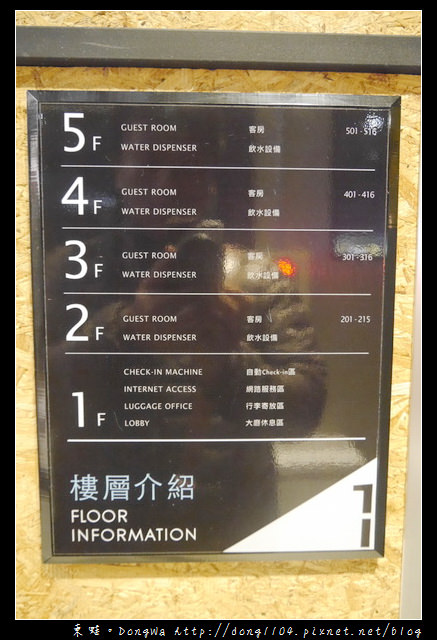 5F GUEST ROOM 客房 501-516
WATER DISPENSER 飲水設備
4F GUEST ROOM 客房 401-416
WATER DISPENSER 飲水設備
3F GUEST ROOM 客房 301-316
WATER DISPENSER 飲水設備
2F GUEST ROOM 客房 201-215
WATER DISPENSER 飲水設備
1F CHECK-IN MACHINE 自動Check-in區
INTERNET ACCESS 網路服務區
LUGGAGE OFFICE 行李寄放區
LOBBY 大廳休息區
樓層介紹
FLOOR
INFORMATION
1
東蛙。DongWa http://dong1104.pixnet.net/blog